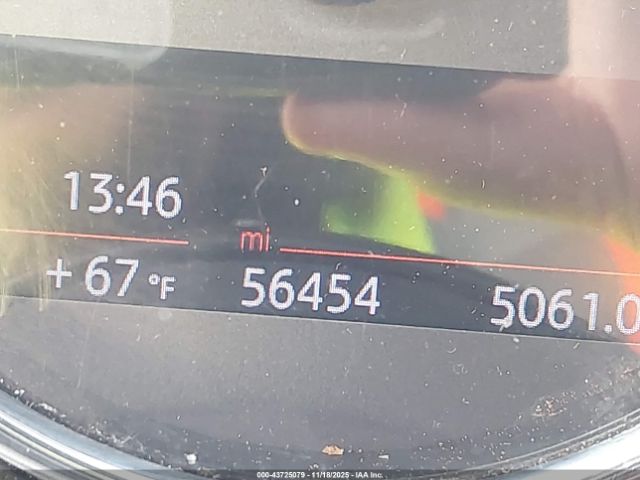 13:46
mi
+ 67 °F 56454 5061.0
000-43725079 - 11/18/2025 - IAA Inc.